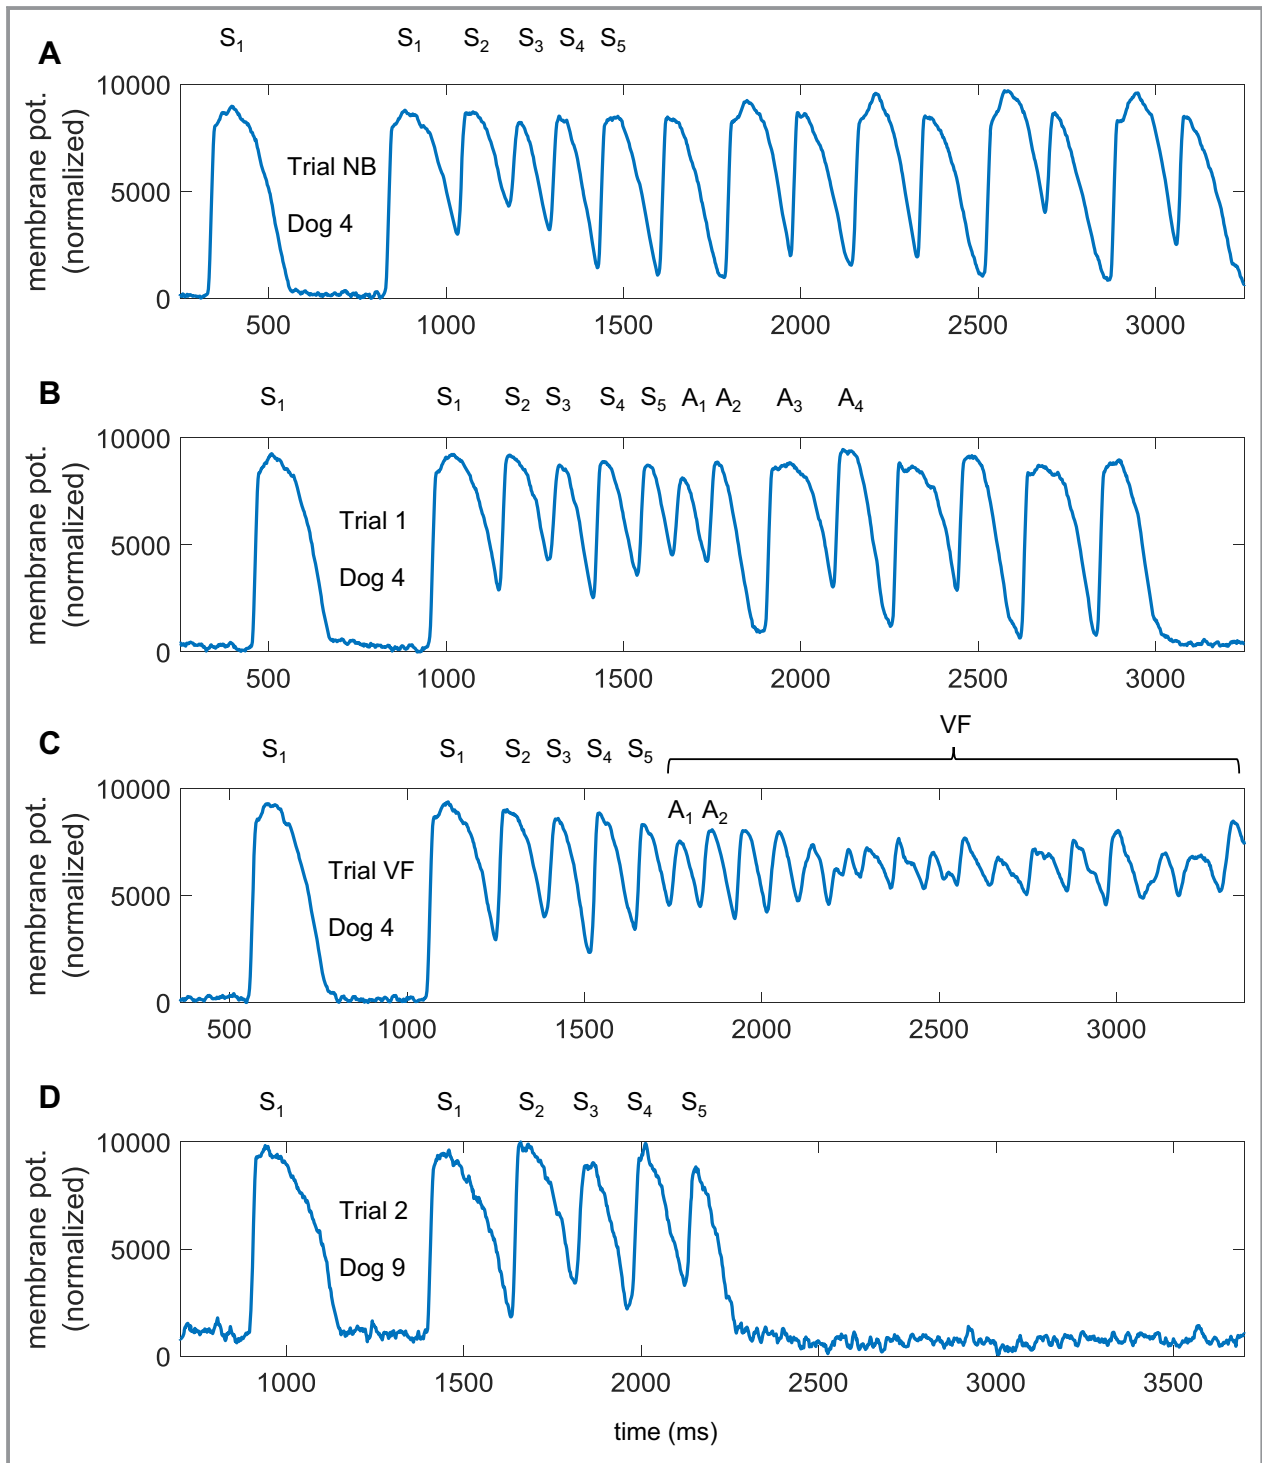 A
S1 S1 S2 S3 S4 S5
membrane pot.
(normalized)
10000
5000
0
Trial NB
Dog 4
500 1000 1500 2000 2500 3000
B
S1 S1 S2 S3 S4 S5 A1 A2 A3 A4
membrane pot.
(normalized)
10000
5000
0
Trial 1
Dog 4
500 1000 1500 2000 2500 3000
VF
C
S1 S1 S2 S3 S4 S5
membrane pot.
(normalized)
10000
5000
0
A1 A2
Trial VF
Dog 4
500 1000 1500 2000 2500 3000
D
S1 S1 S2 S3 S4 S5
membrane pot.
(normalized)
10000
5000
0
Trial 2
Dog 9
1000 1500 2000 2500 3000 3500
time (ms)